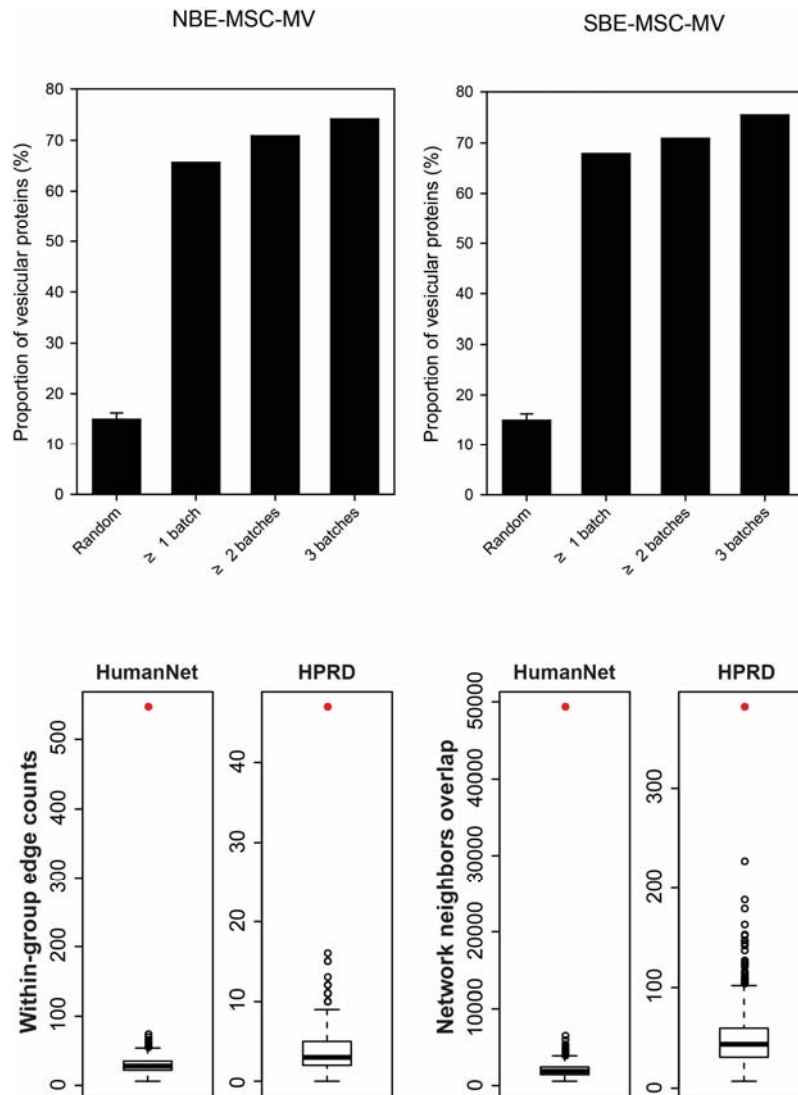 NBE-MSC-MV
SBE-MSC-MV
Proportion of vesicular proteins (%)
80
70
60
50
40
30
20
10
0
Random
≥ 1 batch
≥ 2 batches
3 batches
Proportion of vesicular proteins (%)
80
70
60
50
40
30
20
10
0
Random
≥ 1 batch
≥ 2 batches
3 batches
HumanNet
HPRD
HumanNet
HPRD
Within-group edge counts
500
400
300
200
100
0
40
30
20
10
0
Network neighbors overlap
50000
40000
30000
20000
10000
0
300
200
100
0